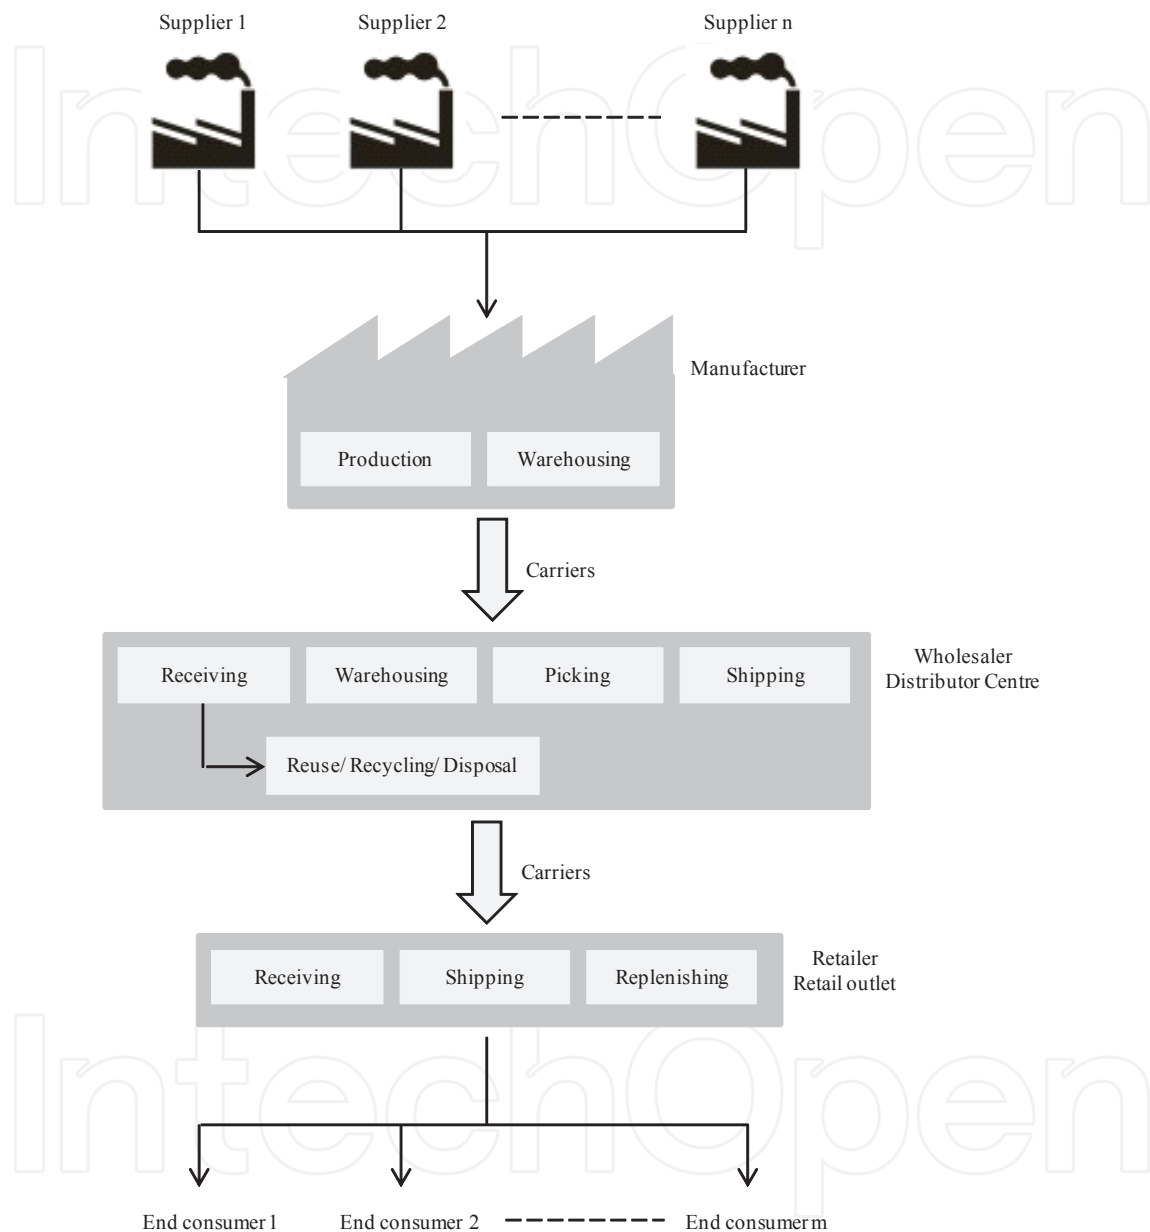 Supplier 1
Supplier 2
Supplier n
IntechOpen
Manufacturer
Production
Warehousing
Carriers
Wholesaler
Distributor Centre
Receiving
Warehousing
Picking
Shipping
Reuse/ Recycling/ Disposal
Carriers
Retailer
Retail outlet
Receiving
Shipping
Replenishing
IntechOpen
End consumer 1
End consumer 2
End consumer m